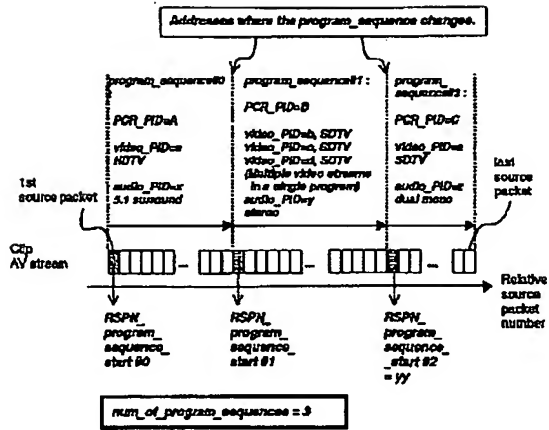 Addresses where the program_sequence changes.
program_sequence#0
PCR_PID=A
video_PID=a
HDTV
audio_PID=x
5.1 surround
program_sequence#1 :
PCR_PID=B
video_PID=b, SDTV
video_PID=c, SDTV
video_PID=d, SDTV
(Multiple video streams
in a single program)
audio_PID=y
stereo
program_
sequence#3 :
PCR_PID=C
video_PID=e
SDTV
audio_PID=z
dual mono
1st
source packet
last
source
packet
Clip
AV stream
Relative
source
packet
number
RSPN_
program_
sequence_
start #0
RSPN_
program_
sequence_
start #1
RSPN_
program_
sequence_
_start #2
= yy
num_of_program_sequences = 3